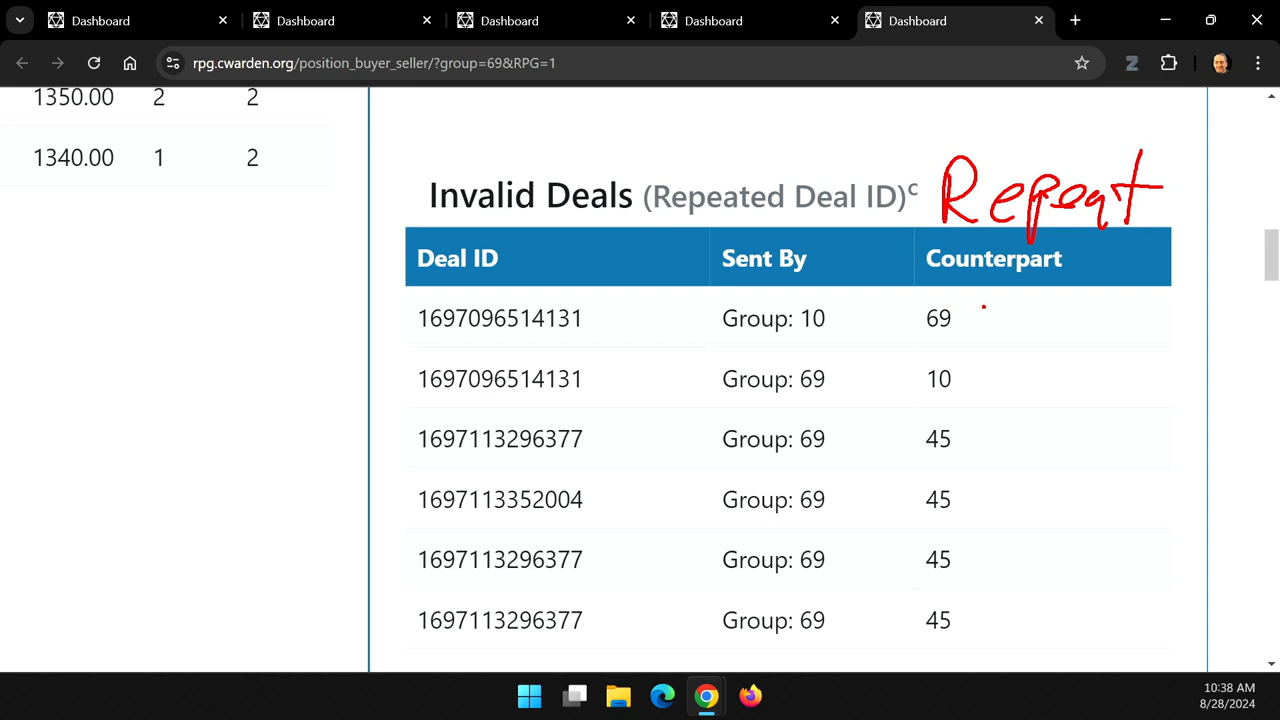 Dashboard Dashboard Dashboard Dashboard Dashboard
rpg.cwarden.org/position_buyer_seller/?group=69&RPG=1
1350.00 2 2
1340.00 1 2
Invalid Deals (Repeated Deal ID)ᶜ Repeat
Deal ID Sent By Counterpart
1697096514131 Group: 10 69
1697096514131 Group: 69 10
1697113296377 Group: 69 45
1697113352004 Group: 69 45
1697113296377 Group: 69 45
1697113296377 Group: 69 45
10:38 AM
8/28/2024